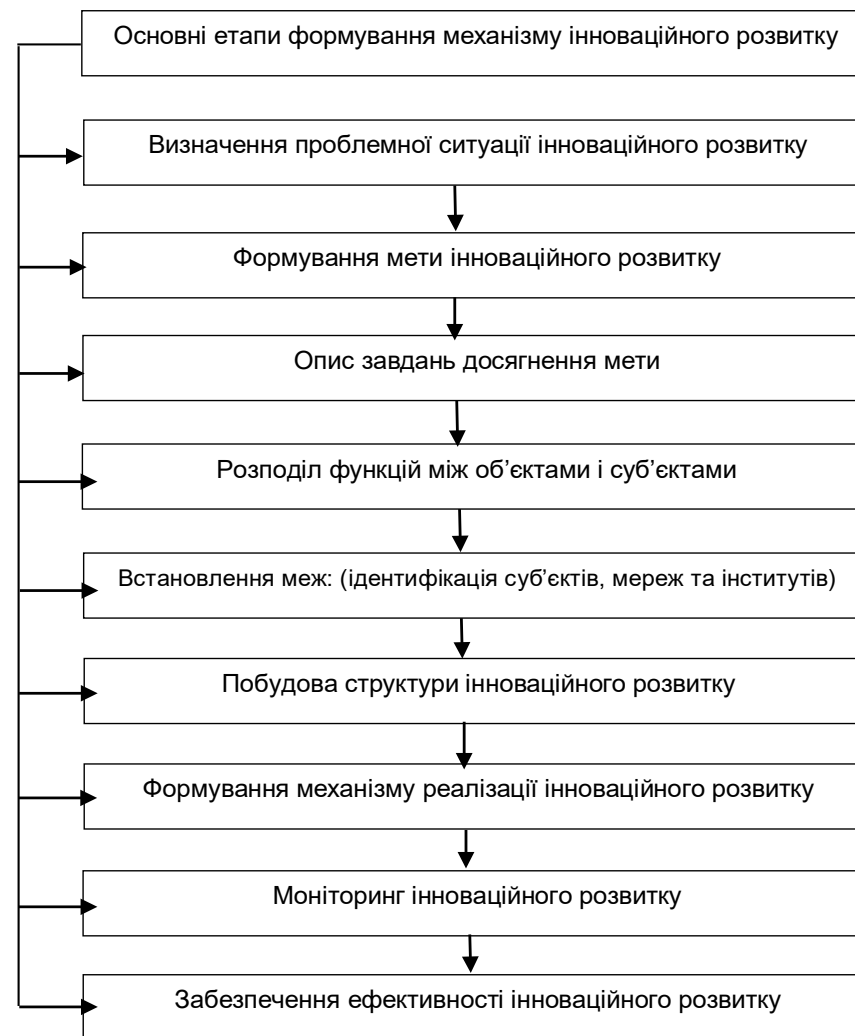 Основні етапи формування механізму інноваційного розвитку
Визначення проблемної ситуації інноваційного розвитку
Формування мети інноваційного розвитку
Опис завдань досягнення мети
Розподіл функцій між об’єктами і суб’єктами
Встановлення меж: (ідентифікація суб’єктів, мереж та інститутів)
Побудова структури інноваційного розвитку
Формування механізму реалізації інноваційного розвитку
Моніторинг інноваційного розвитку
Забезпечення ефективності інноваційного розвитку